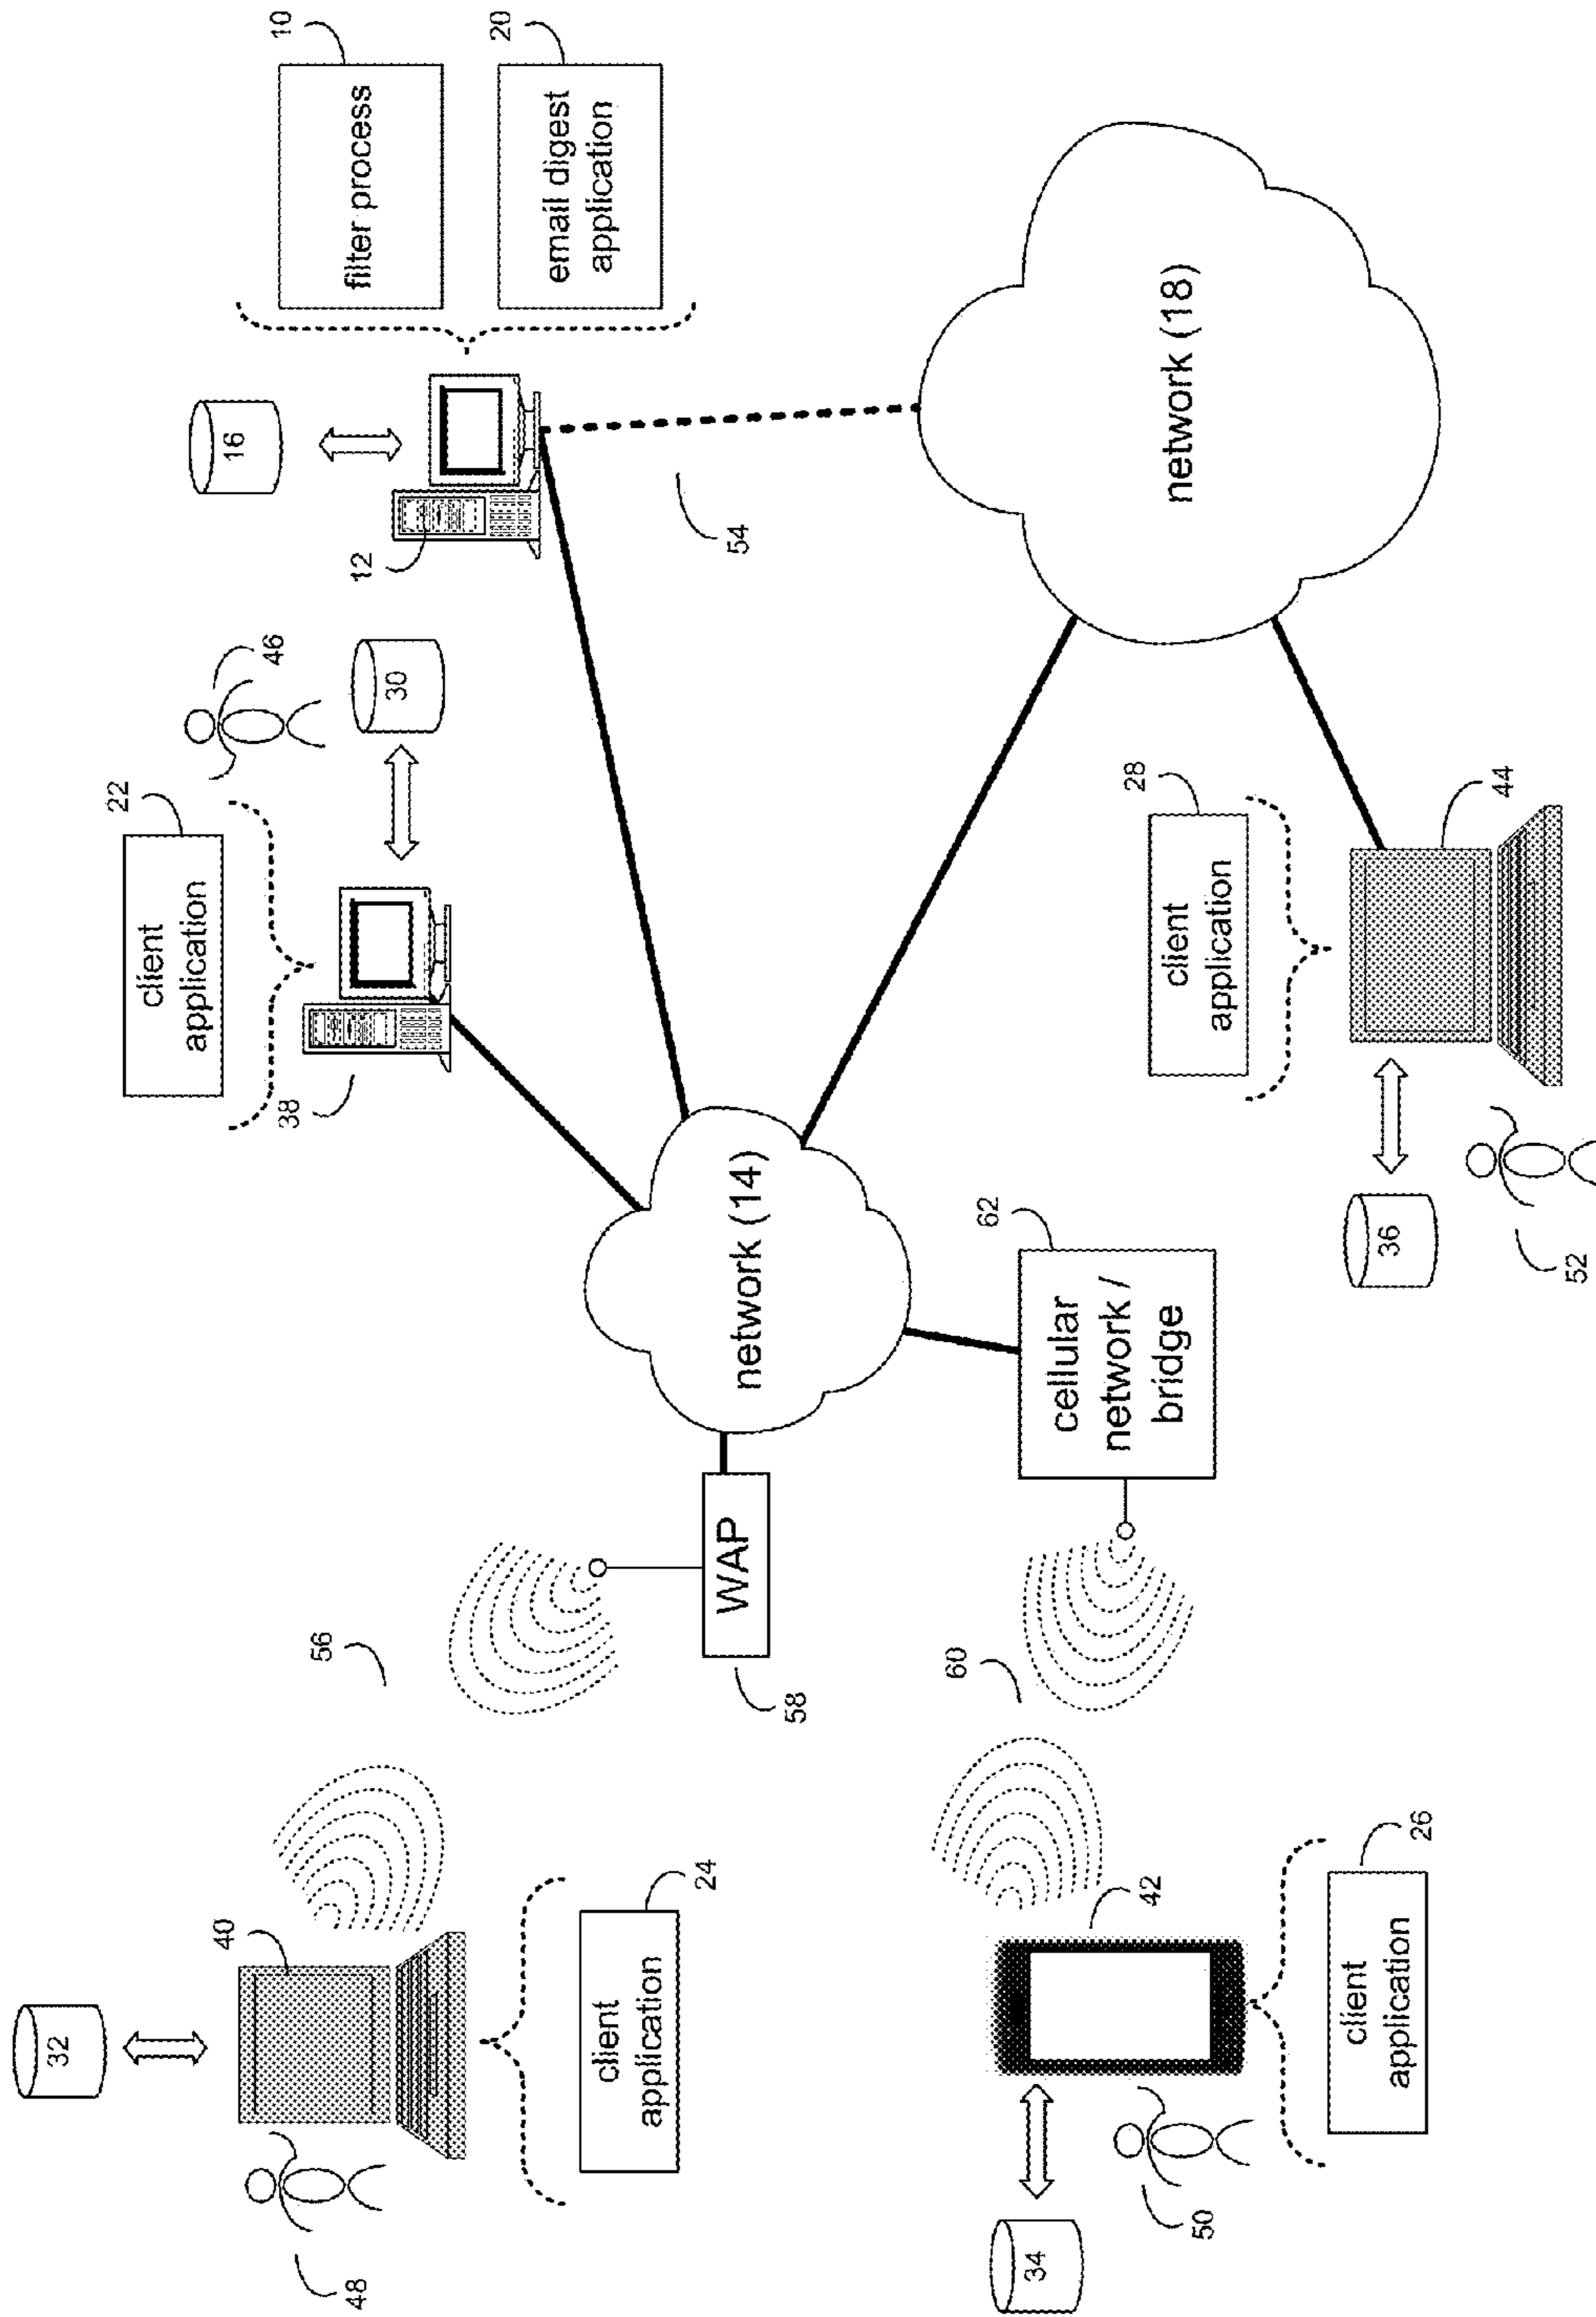 32
40
48
client
application
24
56
WAP
58
client
application
22
38
46
30
16
12
filter process
10
email digest
application
20
54
network (14)
network (18)
34
42
50
client
application
26
60
cellular
network /
bridge
62
client
application
28
36
44
52